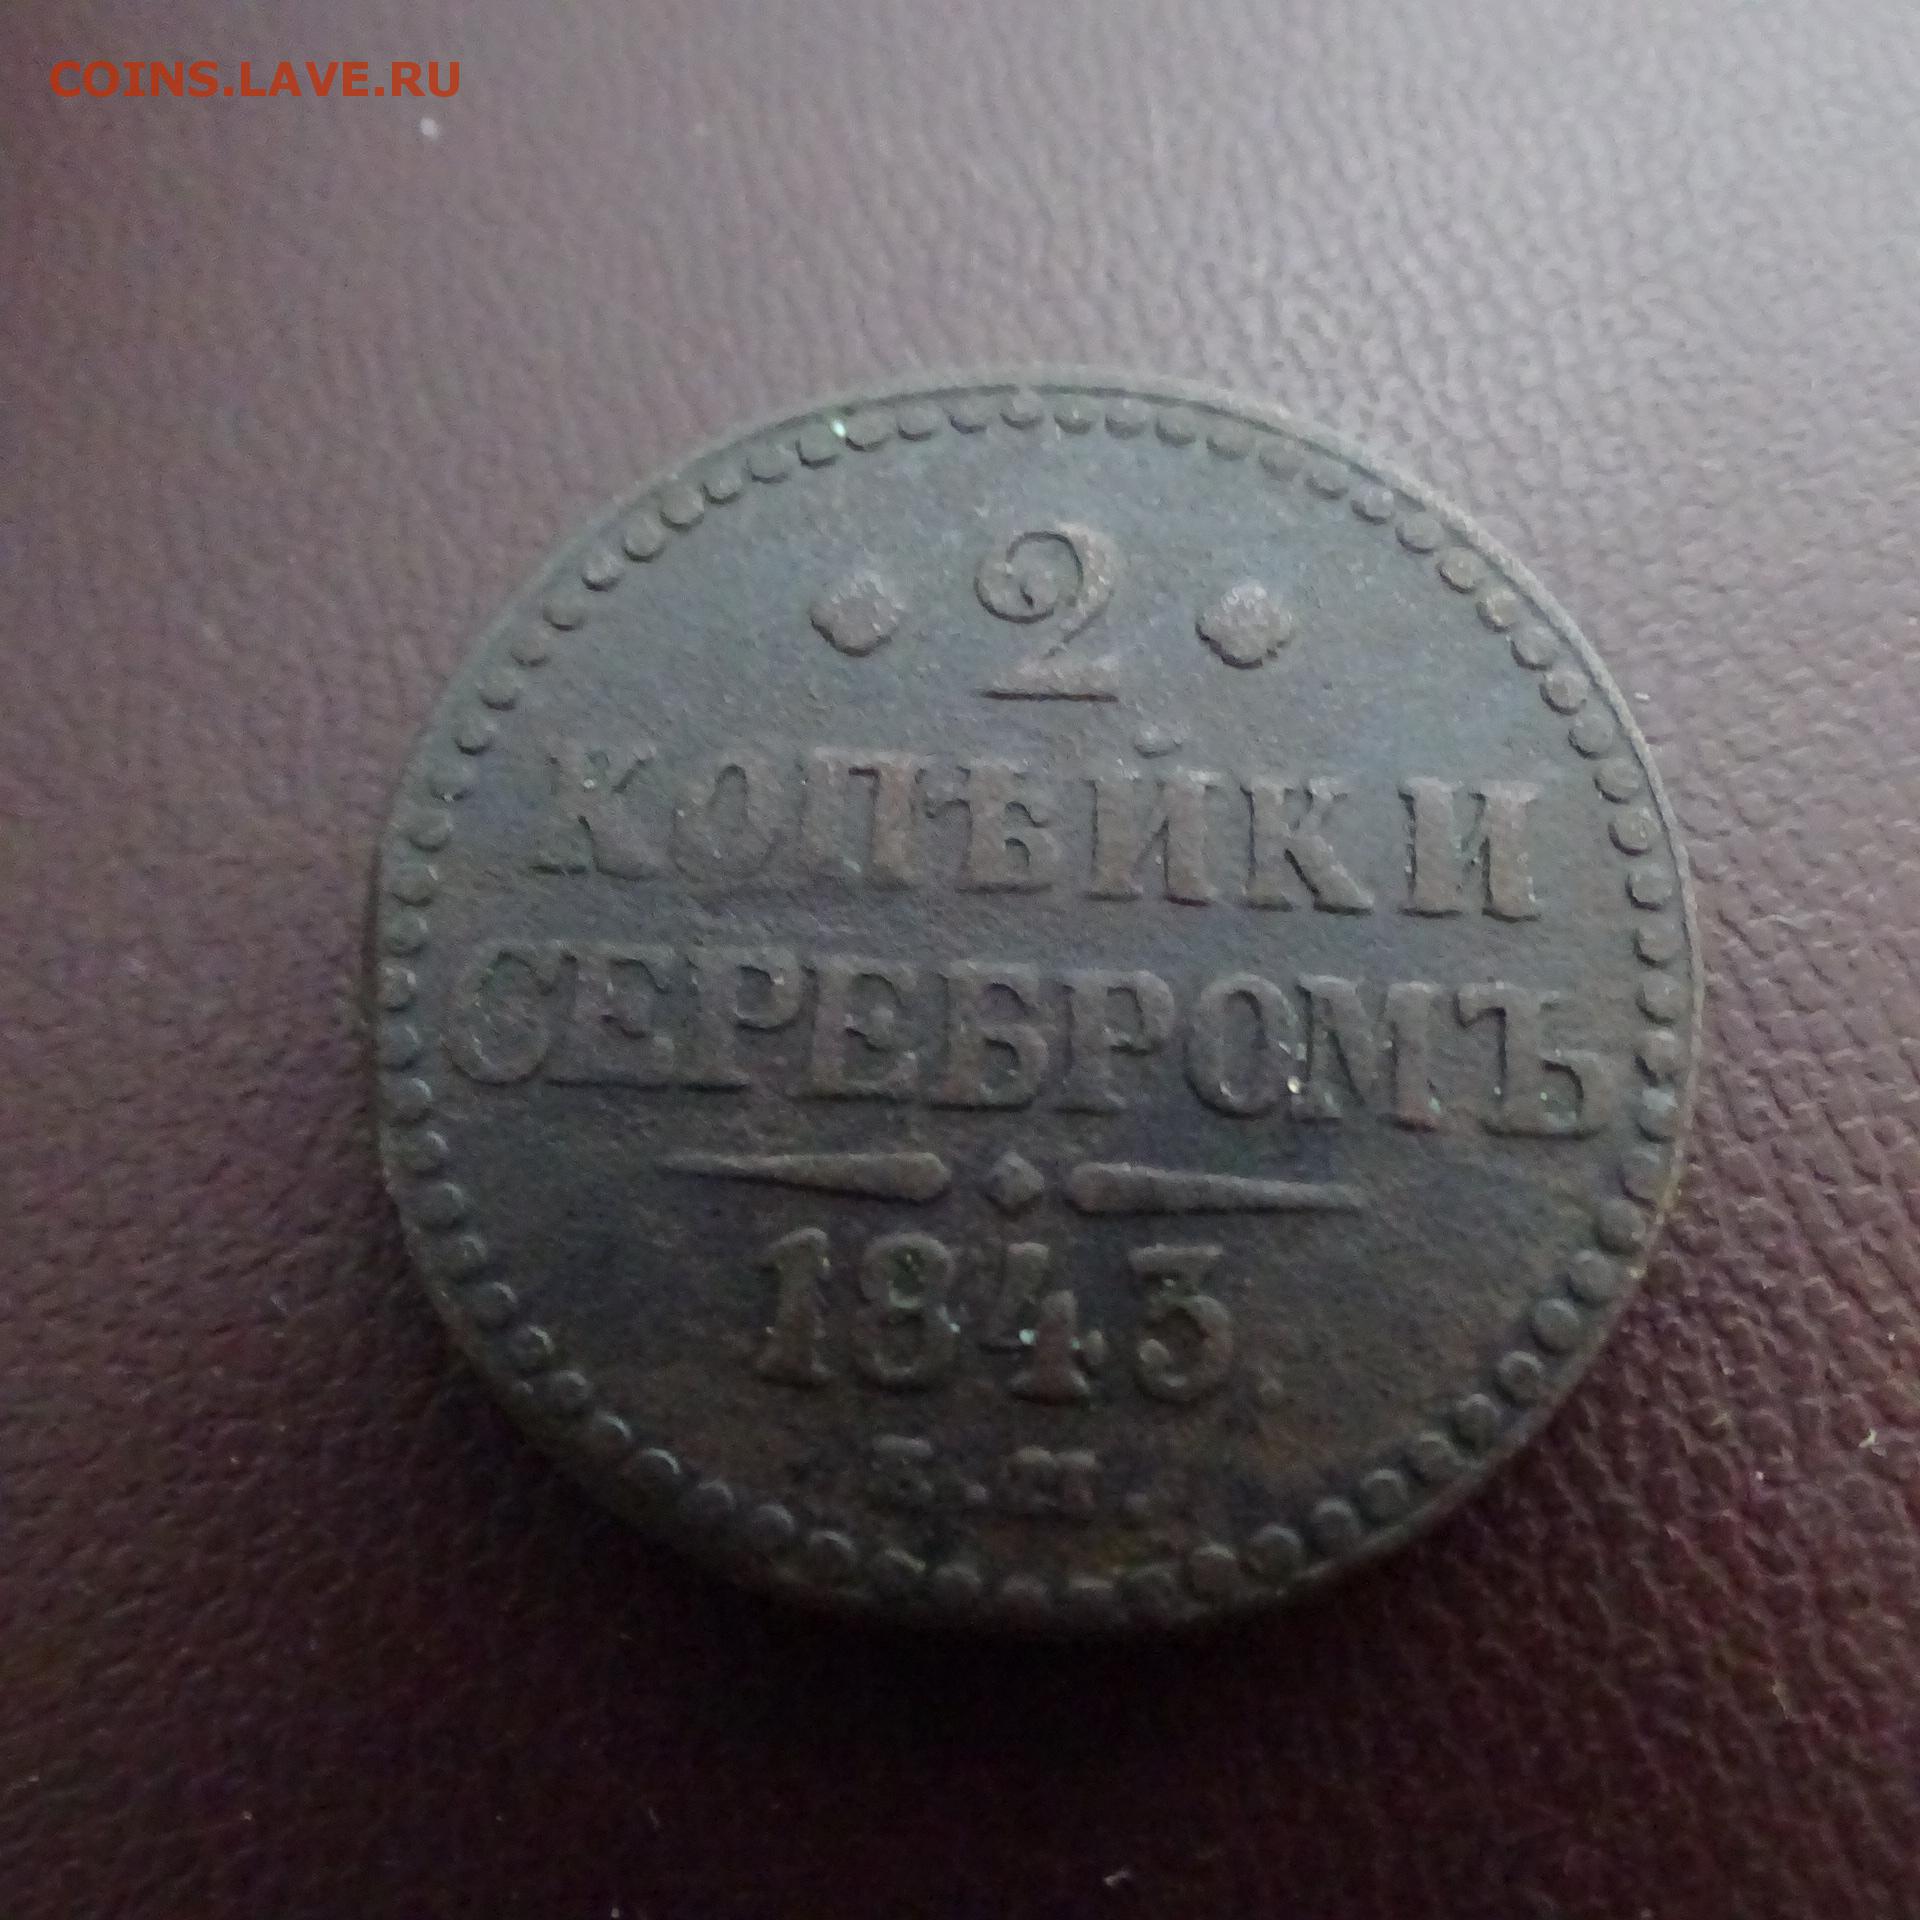 COINS.LAVE.RU
2
КОПѢЙКИ
СЕРЕБРОМЪ
1843.
Е.М.